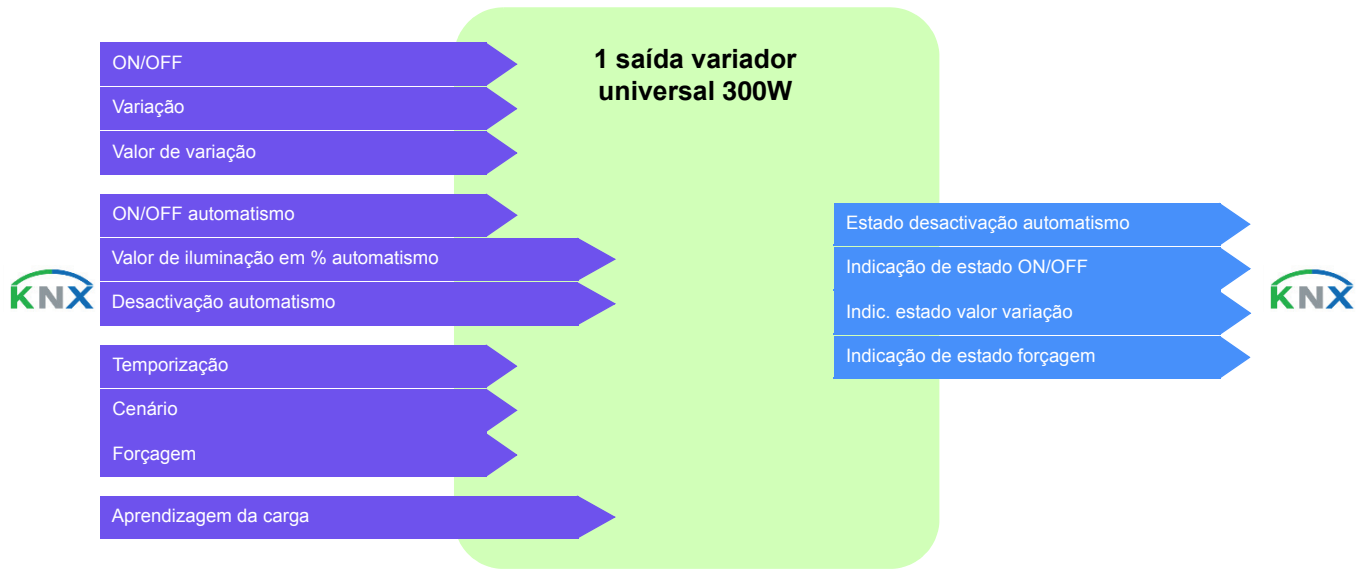 1 saída variador
universal 300W
ON/OFF
Variação
Valor de variação
ON/OFF automatismo
Valor de iluminação em % automatismo
Desactivação automatismo
KNX
Temporização
Cenário
Forçagem
Aprendizagem da carga
Estado desactivação automatismo
Indicação de estado ON/OFF
Indic. estado valor variação
Indicação de estado forçagem
KNX